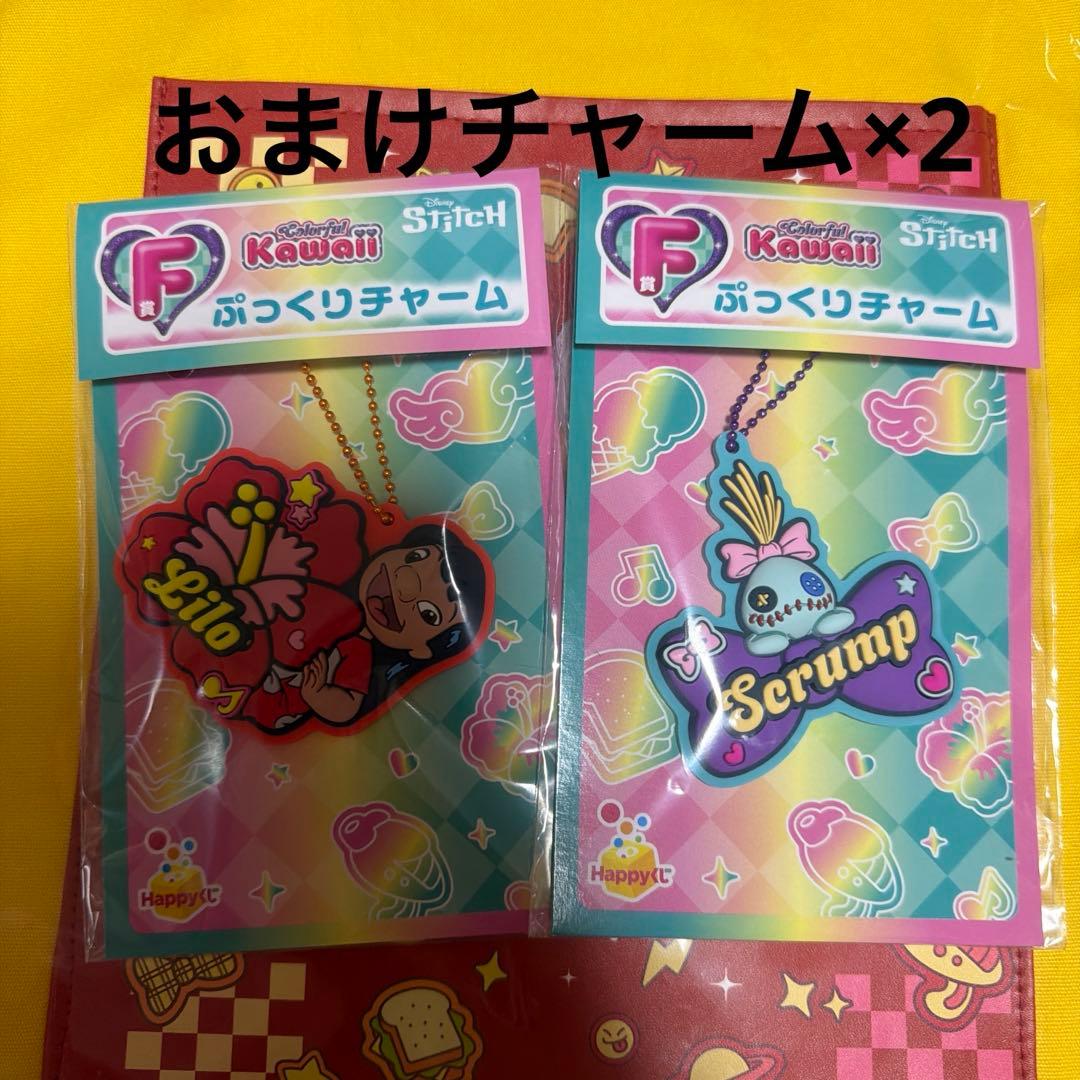 おまけチャーム×2
F賞
Colorful
Kawaii
Disney
Stitch
ぷっくりチャーム
Lilo
Happyくじ
F賞
Colorful
Kawaii
Disney
Stitch
ぷっくりチャーム
Scrump
Happyくじ